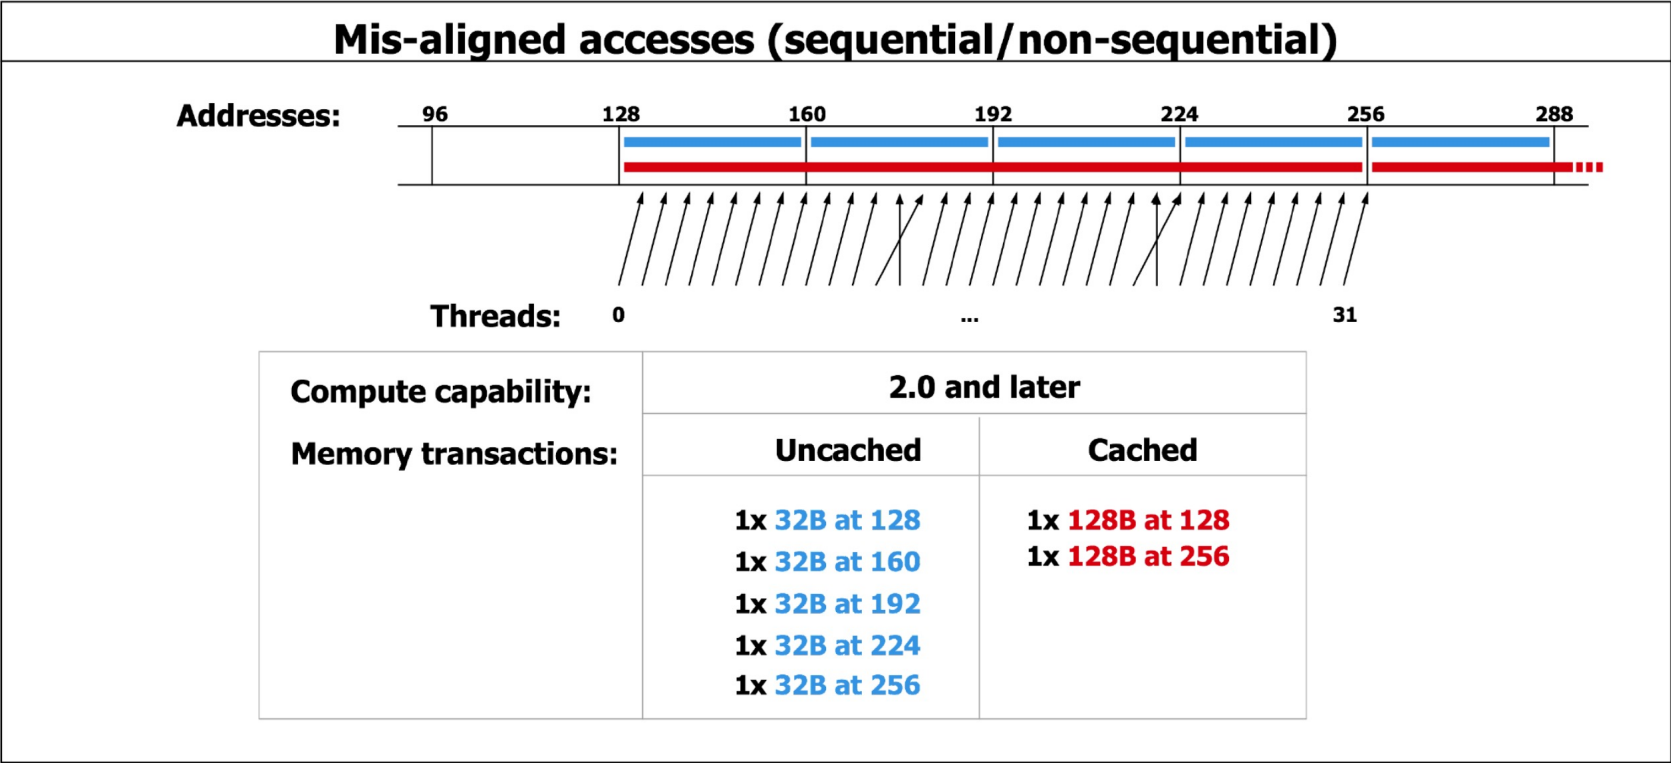 Mis-aligned accesses (sequential/non-sequential)
Addresses: 96 128 160 192 224 256 288
Threads: 0 ... 31
Compute capability: 2.0 and later
Memory transactions: Uncached Cached
1x 32B at 128 1x 128B at 128
1x 32B at 160 1x 128B at 256
1x 32B at 192
1x 32B at 224
1x 32B at 256